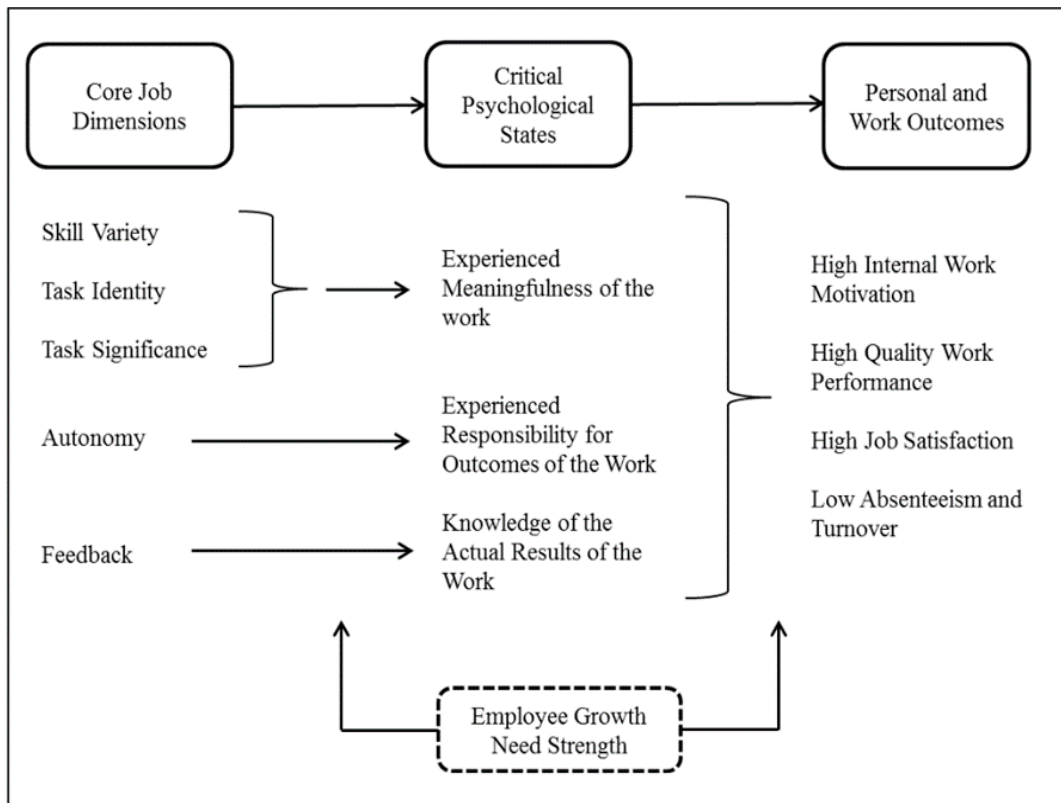 Core Job
Dimensions
Critical
Psychological
States
Personal and
Work Outcomes
Skill Variety
Task Identity
Task Significance
Autonomy
Feedback
Experienced
Meaningfulness of the
work
Experienced
Responsibility for
Outcomes of the Work
Knowledge of the
Actual Results of the
Work
High Internal Work
Motivation
High Quality Work
Performance
High Job Satisfaction
Low Absenteeism and
Turnover
Employee Growth
Need Strength